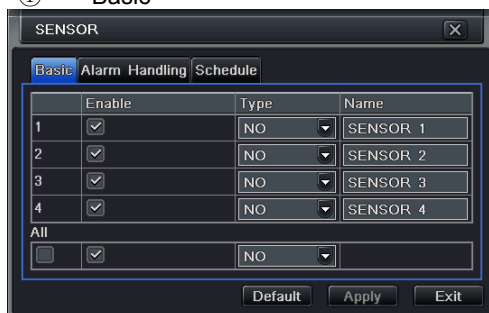 ① Basic
SENSOR
Basic Alarm Handling Schedule
Enable Type Name
1 NO SENSOR 1
2 NO SENSOR 2
3 NO SENSOR 3
4 NO SENSOR 4
All
NO
Default Apply Exit